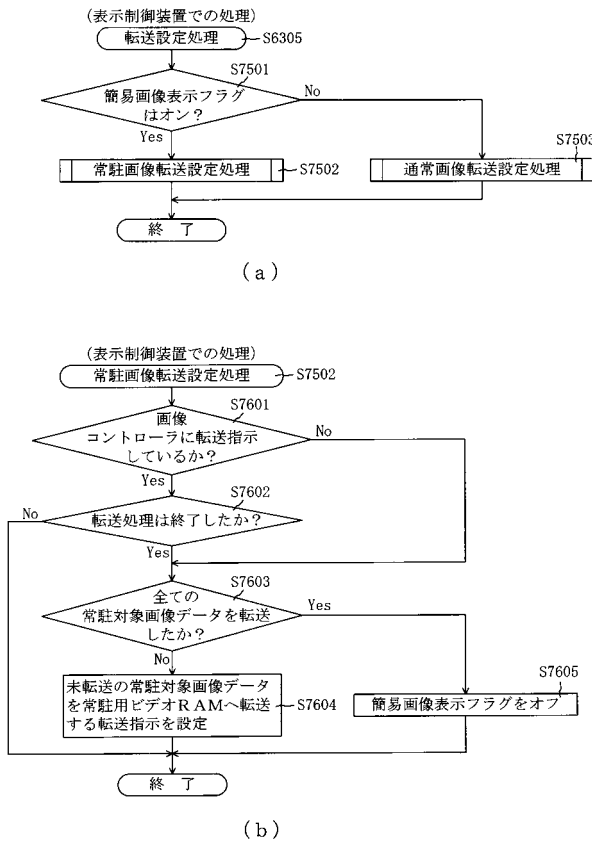 (表示制御装置での処理)
転送設定処理
S6305
S7501
簡易画像表示フラグ
はオン?
No
Yes
S7503
常駐画像転送設定処理
S7502
通常画像転送設定処理
終 了
(a)
(表示制御装置での処理)
常駐画像転送設定処理
S7502
S7601
画像
コントローラに転送指示
しているか?
No
Yes
S7602
No
転送処理は終了したか?
Yes
S7603
全ての
常駐対象画像データを転送
したか?
Yes
No
S7605
未転送の常駐対象画像データ
を常駐用ビデオRAMへ転送
する転送指示を設定
S7604
簡易画像表示フラグをオフ
終 了
(b)